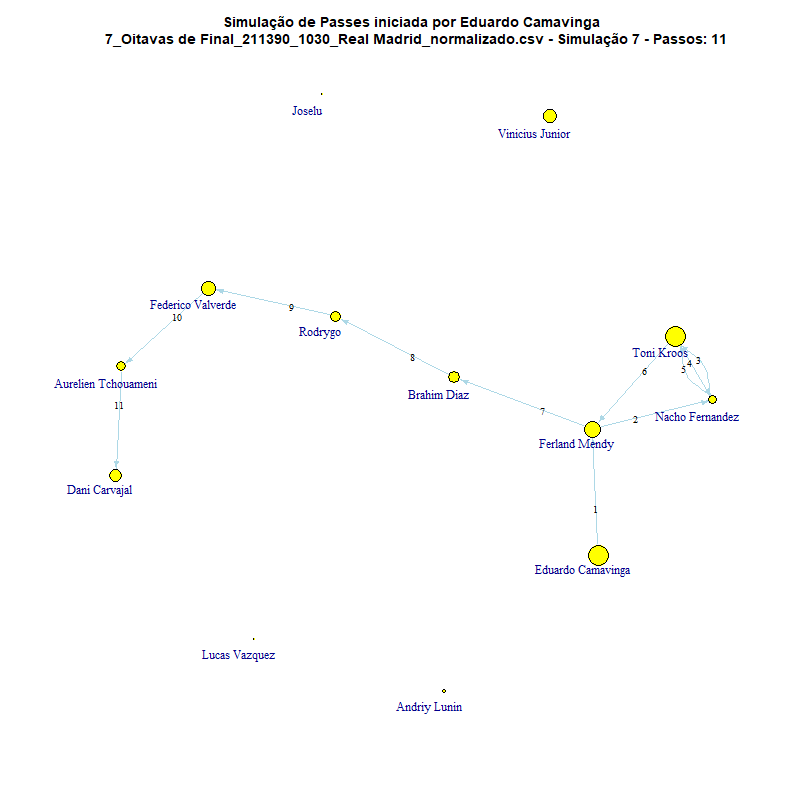 Simulação de Passes iniciada por Eduardo Camavinga
7_Oitavas de Final_211390_1030_Real Madrid_normalizado.csv - Simulação 7 - Passos: 11
Joselu
Vinicius Junior
Federico Valverde
9
10
Rodrygo
Toni Kroos
3
4
5
6
8
Aurelien Tchouameni
Brahim Diaz
11
7
2
Nacho Fernandez
Ferland Mendy
Dani Carvajal
1
Eduardo Camavinga
Lucas Vazquez
Andriy Lunin